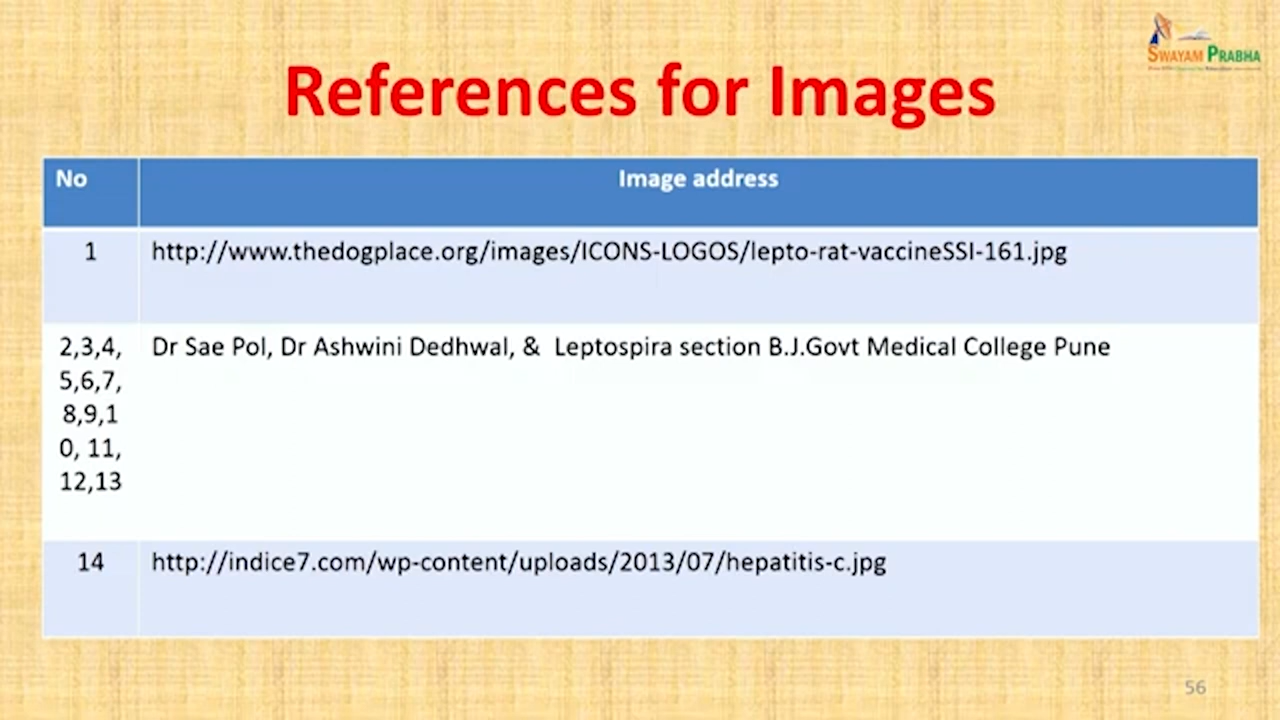 SWAYAM PRABHA
References for Images
No
Image address
1
http://www.thedogplace.org/images/ICONS-LOGOS/lepto-rat-vaccineSSI-161.jpg
2,3,4,
5,6,7,
8,9,1
0, 11,
12,13
Dr Sae Pol, Dr Ashwini Dedhwal, & Leptospira section B.J.Govt Medical College Pune
14
http://indice7.com/wp-content/uploads/2013/07/hepatitis-c.jpg
56